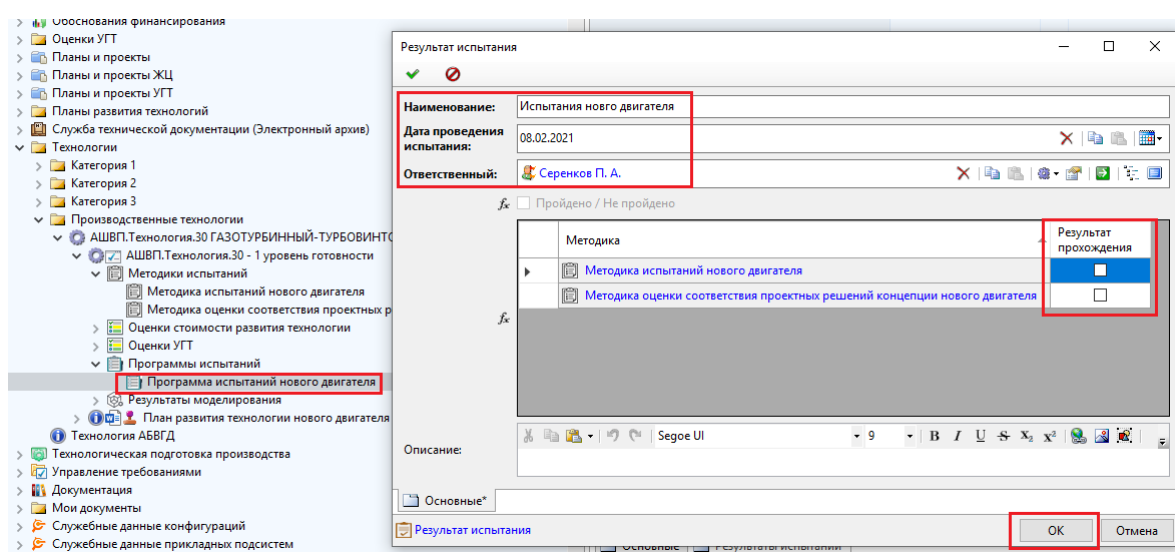 Обоснования финансирования
Оценки УГТ
Планы и проекты
Планы и проекты ЖЦ
Планы и проекты УГТ
Планы развития технологий
Служба технической документации (Электронный архив)
Технологии
Категория 1
Категория 2
Категория 3
Производственные технологии
АШВП.Технология.30 ГАЗОТУРБИННЫЙ-ТУРБОВИНТО
АШВП.Технология.30 - 1 уровень готовности
Методики испытаний
Методика испытаний нового двигателя
Методика оценки соответствия проектных р
Оценки стоимости развития технологии
Оценки УГТ
Программы испытаний
Программа испытаний нового двигателя
Результаты моделирования
План развития технологии нового двигателя
Технология АБВГД
Технологическая подготовка производства
Управление требованиями
Документация
Мои документы
Служебные данные конфигураций
Служебные данные прикладных подсистем
Результат испытания
Наименование: Испытания новго двигателя
Дата проведения
испытания: 08.02.2021
Ответственный: Серенков П. А.
fx Пройдено / Не пройдено
Методика Результат
прохождения
Методика испытаний нового двигателя
Методика оценки соответствия проектных решений концепции нового двигателя
fx
Описание: Segoe UI 9 B I U S X₂ x²
Основные*
Результат испытания OK Отмена
Основные Результаты испытаний